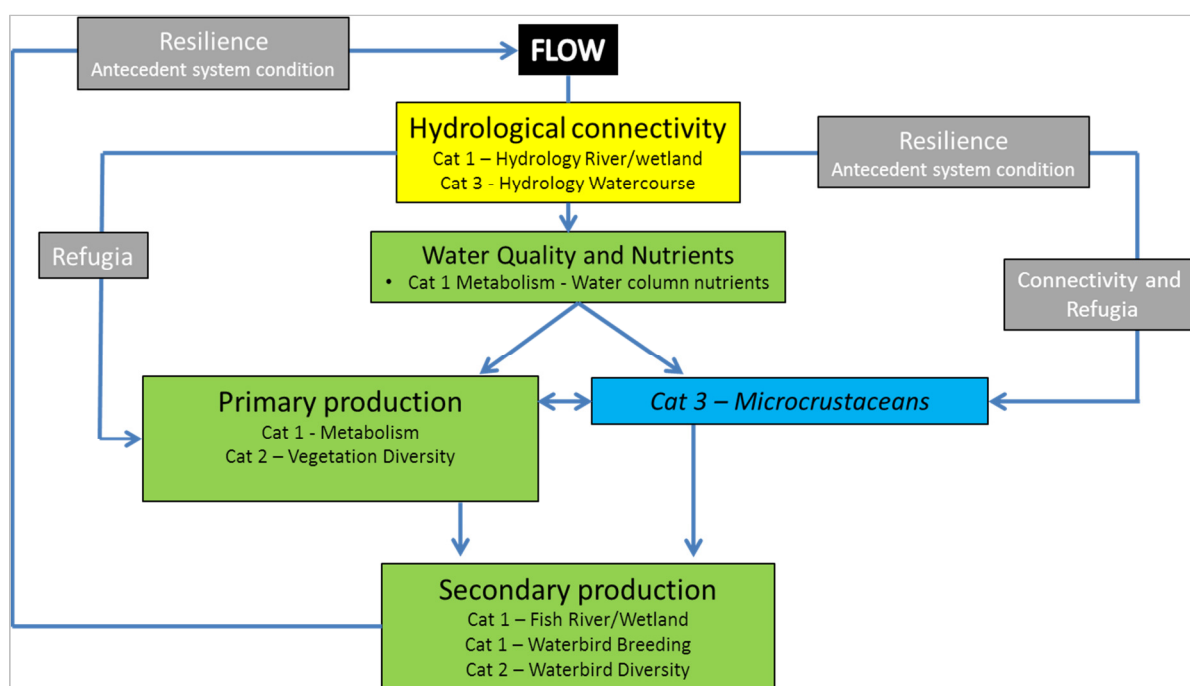 Resilience
Antecedent system condition
FLOW
Hydrological connectivity
Cat 1 – Hydrology River/wetland
Cat 3 - Hydrology Watercourse
Resilience
Antecedent system condition
Refugia
Water Quality and Nutrients
• Cat 1 Metabolism - Water column nutrients
Connectivity and
Refugia
Primary production
Cat 1 - Metabolism
Cat 2 – Vegetation Diversity
Cat 3 – Microcrustaceans
Secondary production
Cat 1 – Fish River/Wetland
Cat 1 – Waterbird Breeding
Cat 2 – Waterbird Diversity